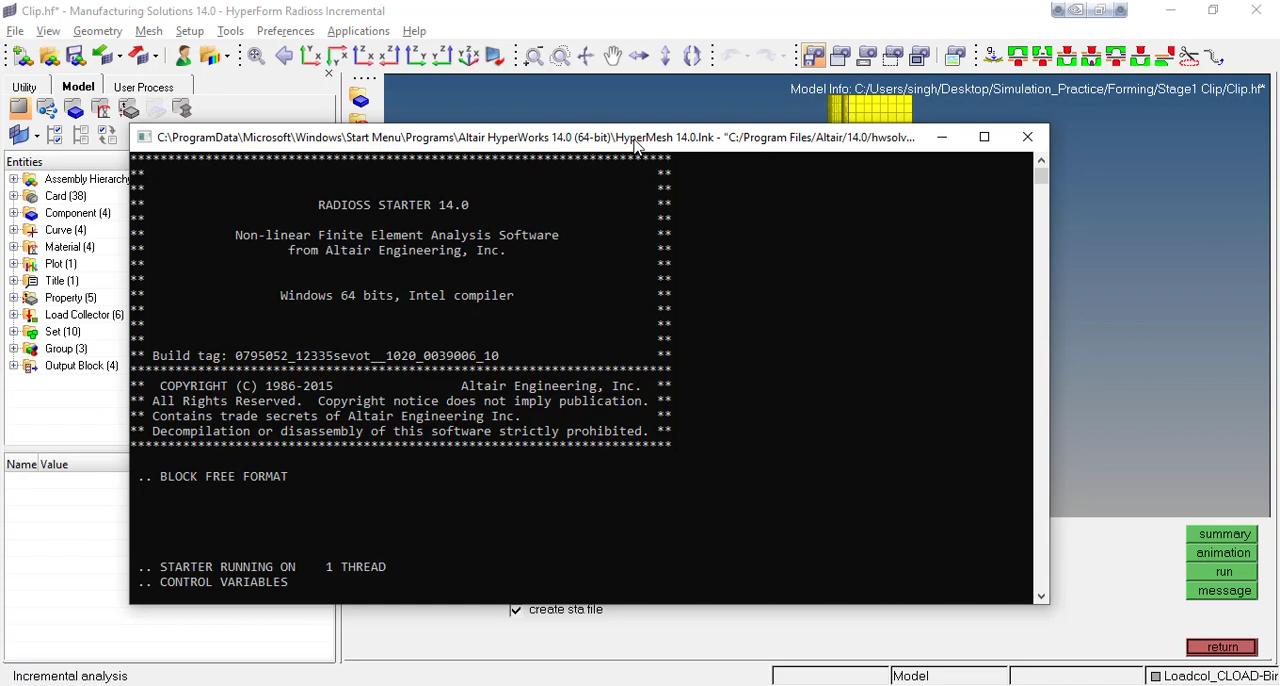 Clip.hf* - Manufacturing Solutions 14.0 - HyperForm Radioss Incremental
File View Geometry Mesh Setup Tools Preferences Applications Help
Utility Model User Process
Model Info: C:/Users/singh/Desktop/Simulation_Practice/Forming/Stage1 Clip/Clip.hf*
Entities
Assembly Hierarchy
Card (38)
Component (4)
Curve (4)
Material (4)
Plot (1)
Title (1)
Property (5)
Load Collector (6)
Set (10)
Group (3)
Output Block (4)
Name Value
C:\ProgramData\Microsoft\Windows\Start Menu\Programs\Altair HyperWorks 14.0 (64-bit)\HyperMesh 14.0.lnk - "C:/Program Files/Altair/14.0/hwsolv...
************************************************************************
** **
** **
** RADIOSS STARTER 14.0 **
** **
** Non-linear Finite Element Analysis Software **
** from Altair Engineering, Inc. **
** **
** **
** Windows 64 bits, Intel compiler **
** **
** **
** **
** Build tag: 0795052_12335sevot__1020_0039006_10 **
************************************************************************
** COPYRIGHT (C) 1986-2015 Altair Engineering, Inc. **
** All Rights Reserved. Copyright notice does not imply publication. **
** Contains trade secrets of Altair Engineering Inc. **
** Decompilation or disassembly of this software strictly prohibited. **
************************************************************************
.. BLOCK FREE FORMAT
.. STARTER RUNNING ON 1 THREAD
.. CONTROL VARIABLES
create sta file
summary
animation
run
message
return
Incremental analysis
Model
Loadcol_CLOAD-Bin